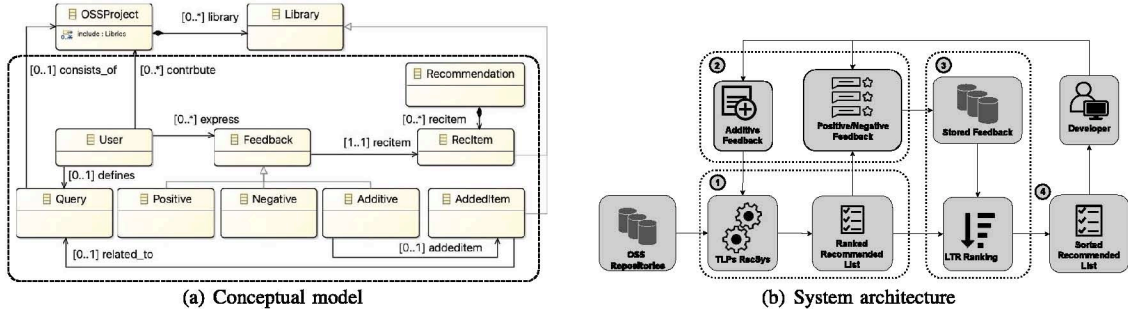 OSSProject
include : Libries
[0..*] library
Library
[0..1] consists_of
[0..*] contrbute
Recommendation
[0..*] express
[0..*] recitem
User
Feedback
[1..1] recitem
RecItem
[0..1] defines
Query
Positive
Negative
Additive
AddedItem
[0..1] addeditem
[0..1] related_to
(a) Conceptual model
2
3
Additive
Feedback
Positive/Negative
Feedback
Stored Feedback
Developer
1
4
OSS
Repositories
TLPs RecSys
Ranked
Recommended
List
LTR Ranking
Sorted
Recommended
List
(b) System architecture